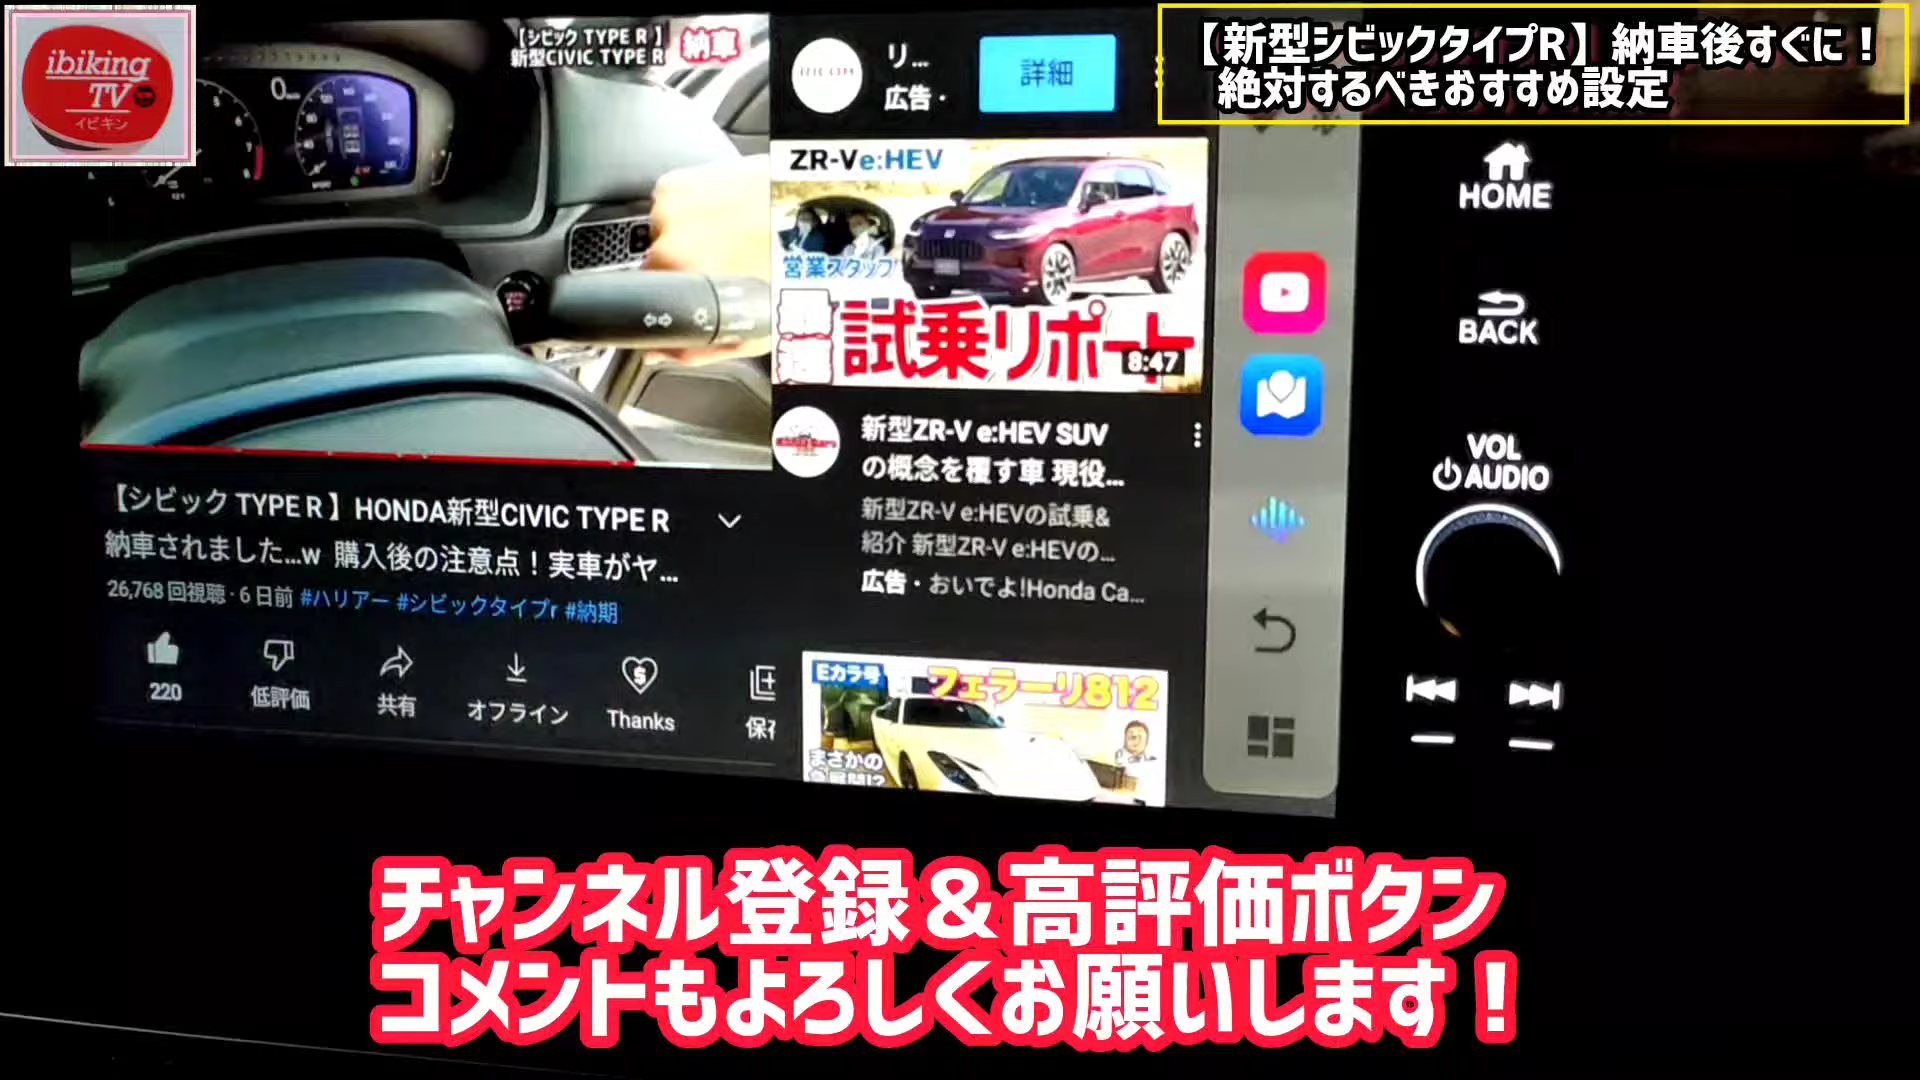 ibiking
TV
イビキン
【新型シビックタイプR】納車後すぐに！
絶対するべきおすすめ設定
【シビック TYPE R 】
新型CIVIC TYPE R
納車
リ...
広告・
詳細
RICOH
ZR-V e:HEV
営業スタッフ
試乗リポート
8:47
新型ZR-V e:HEV SUV
の概念を覆す車 現役...
新型ZR-V e:HEVの試乗&
紹介 新型ZR-V e:HEVの...
広告・おいでよ!Honda Ca...
【シビック TYPE R 】HONDA新型CIVIC TYPE R
納車されました...w 購入後の注意点！実車がヤ...
26,768 回視聴・6 日前 #ハリアー #シビックタイプr #納期
220
低評価
共有
オフライン
Thanks
保存
Eカラ号
フェラーリ812
まさかの
HOME
BACK
VOL
AUDIO
チャンネル登録＆高評価ボタン
コメントもよろしくお願いします！